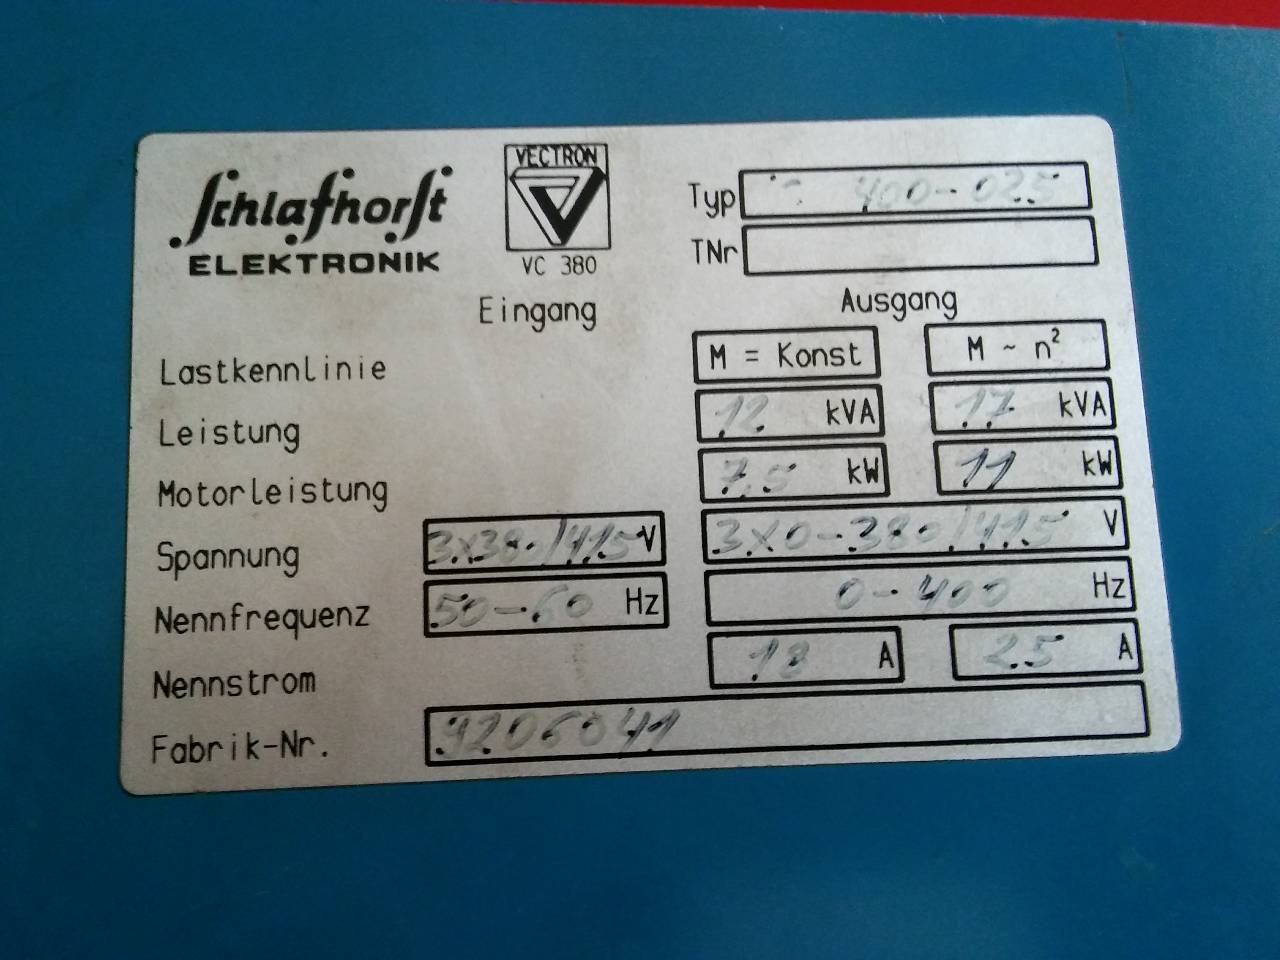 Schlafhorst
ELEKTRONIK
VECTRON
VC 380
Typ 400-025
TNr
Eingang
Ausgang
Lastkennlinie M = Konst M ~ n²
Leistung 12 kVA 17 kVA
Motorleistung 7.5 kW 11 kW
Spannung 3x380/415 V 3x0-380/415 V
Nennfrequenz 50-60 Hz 0-400 Hz
Nennstrom 18 A 25 A
Fabrik-Nr. 9206041